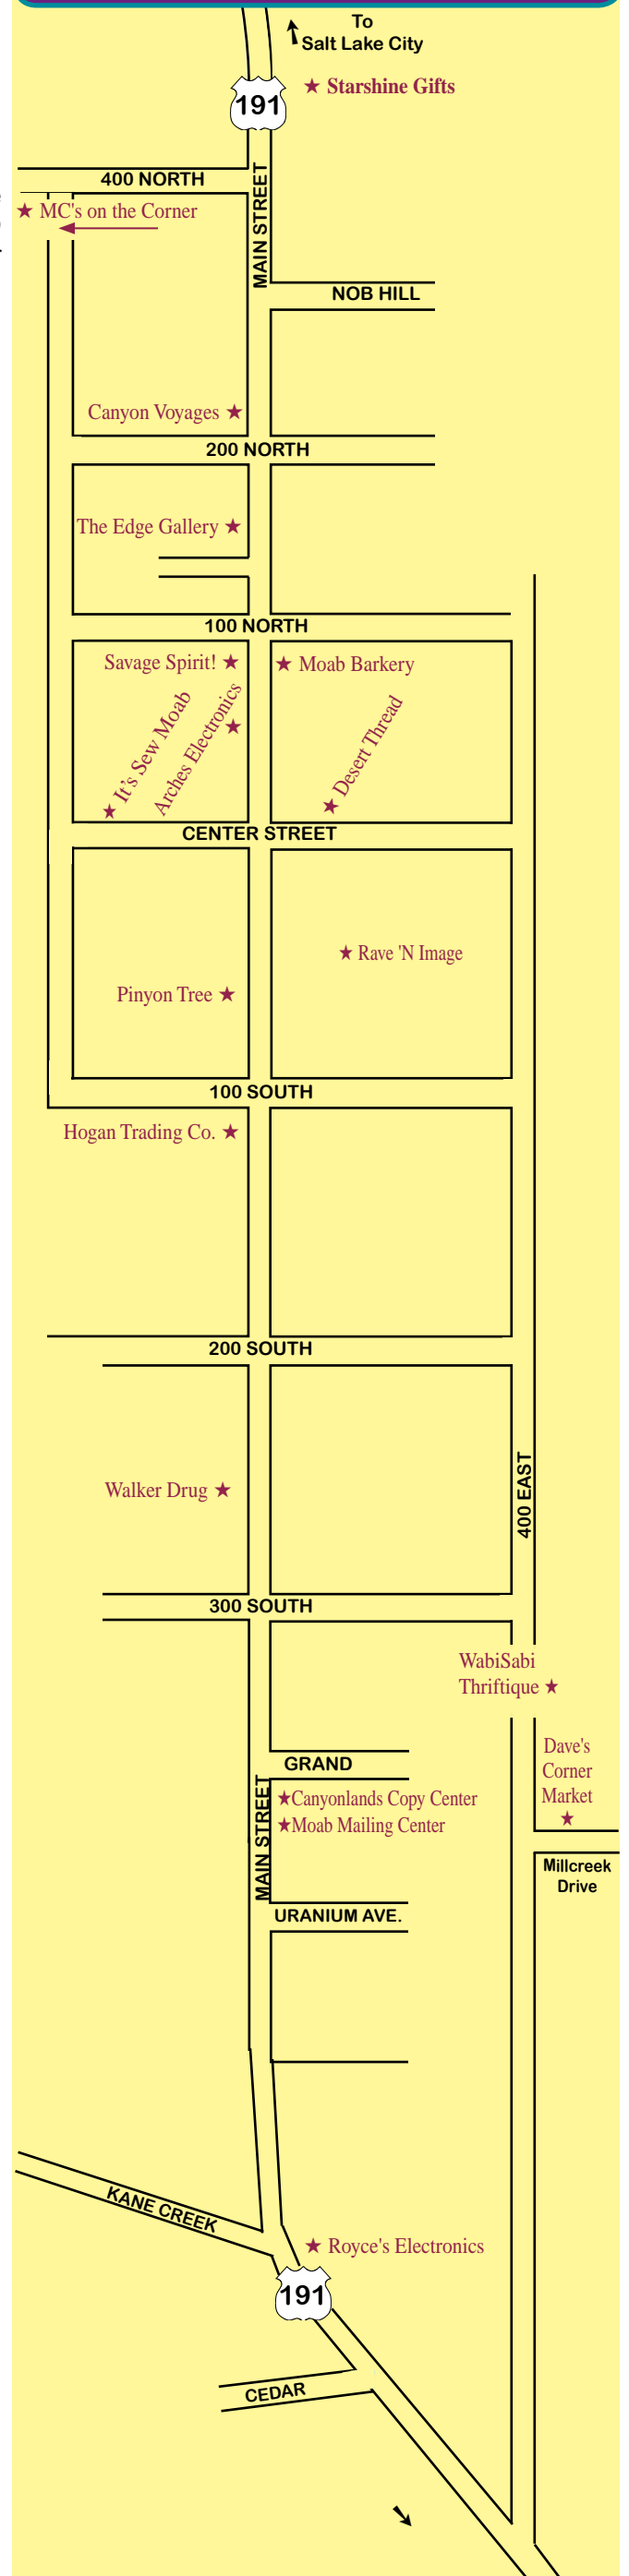 To
Salt Lake City
★ Starshine Gifts
191
400 NORTH
MAIN STREET
★ MC's on the Corner
NOB HILL
Canyon Voyages ★
200 NORTH
The Edge Gallery ★
100 NORTH
Savage Spirit! ★
★ Moab Barkery
★ It's Sew Moab
Arches Electronics ★
★ Desert Thread
CENTER STREET
★ Rave 'N Image
Pinyon Tree ★
100 SOUTH
Hogan Trading Co. ★
200 SOUTH
400 EAST
Walker Drug ★
300 SOUTH
WabiSabi
Thriftique ★
Dave's
Corner
Market
★
GRAND
MAIN STREET
★Canyonlands Copy Center
★Moab Mailing Center
Millcreek
Drive
URANIUM AVE.
KANE CREEK
★ Royce's Electronics
191
CEDAR